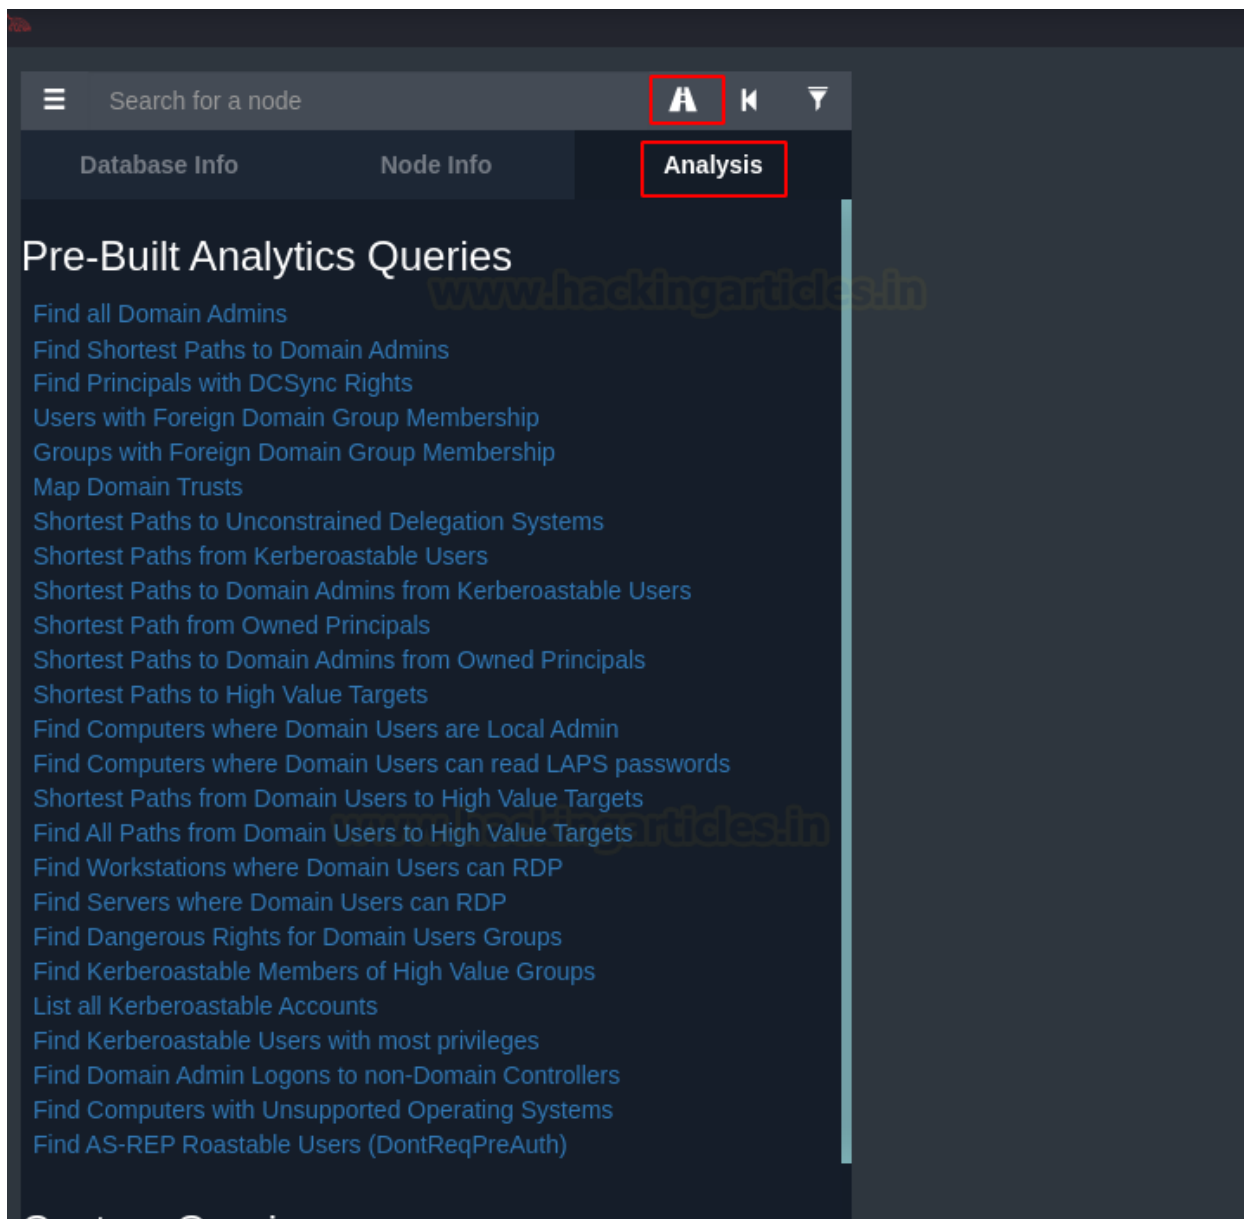 Search for a node
Database Info Node Info Analysis
Pre-Built Analytics Queries
www.hackingarticles.in
Find all Domain Admins
Find Shortest Paths to Domain Admins
Find Principals with DCSync Rights
Users with Foreign Domain Group Membership
Groups with Foreign Domain Group Membership
Map Domain Trusts
Shortest Paths to Unconstrained Delegation Systems
Shortest Paths from Kerberoastable Users
Shortest Paths to Domain Admins from Kerberoastable Users
Shortest Path from Owned Principals
Shortest Paths to Domain Admins from Owned Principals
Shortest Paths to High Value Targets
Find Computers where Domain Users are Local Admin
Find Computers where Domain Users can read LAPS passwords
Shortest Paths from Domain Users to High Value Targets
www.hackingarticles.in
Find All Paths from Domain Users to High Value Targets
Find Workstations where Domain Users can RDP
Find Servers where Domain Users can RDP
Find Dangerous Rights for Domain Users Groups
Find Kerberoastable Members of High Value Groups
List all Kerberoastable Accounts
Find Kerberoastable Users with most privileges
Find Domain Admin Logons to non-Domain Controllers
Find Computers with Unsupported Operating Systems
Find AS-REP Roastable Users (DontReqPreAuth)